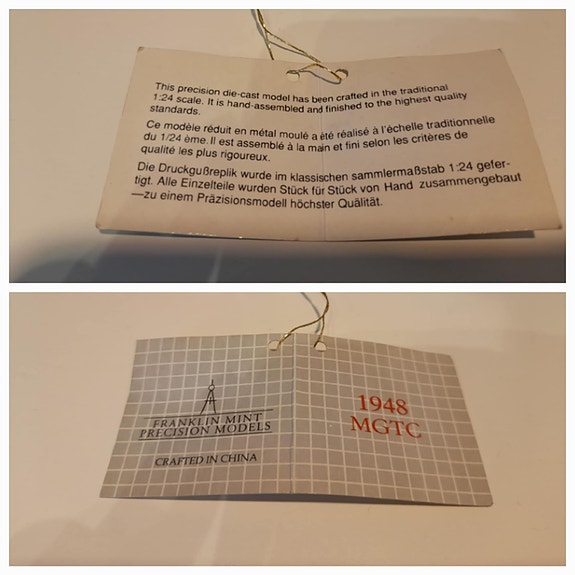 This precision die-cast model has been crafted in the traditional
1:24 scale. It is hand-assembled and finished to the highest quality
standards.
Ce modèle réduit en métal moulé a été réalisé à l'échelle traditionnelle
du 1/24 ème. Il est assemblé à la main et fini selon les critères de
qualité les plus rigoureux.
Die Druckgußreplik wurde im klassischen sammlermaßstab 1:24 gefer-
tigt. Alle Einzelteile wurden Stück für Stück von Hand zusammengebaut
—zu einem Präzisionsmodell höchster Quälität.
FRANKLIN MINT
PRECISION MODELS
CRAFTED IN CHINA
1948
MGTC